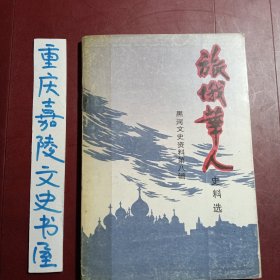 重庆嘉陵文史书屋
旅俄華人
史料选
黑河文史资料第八辑